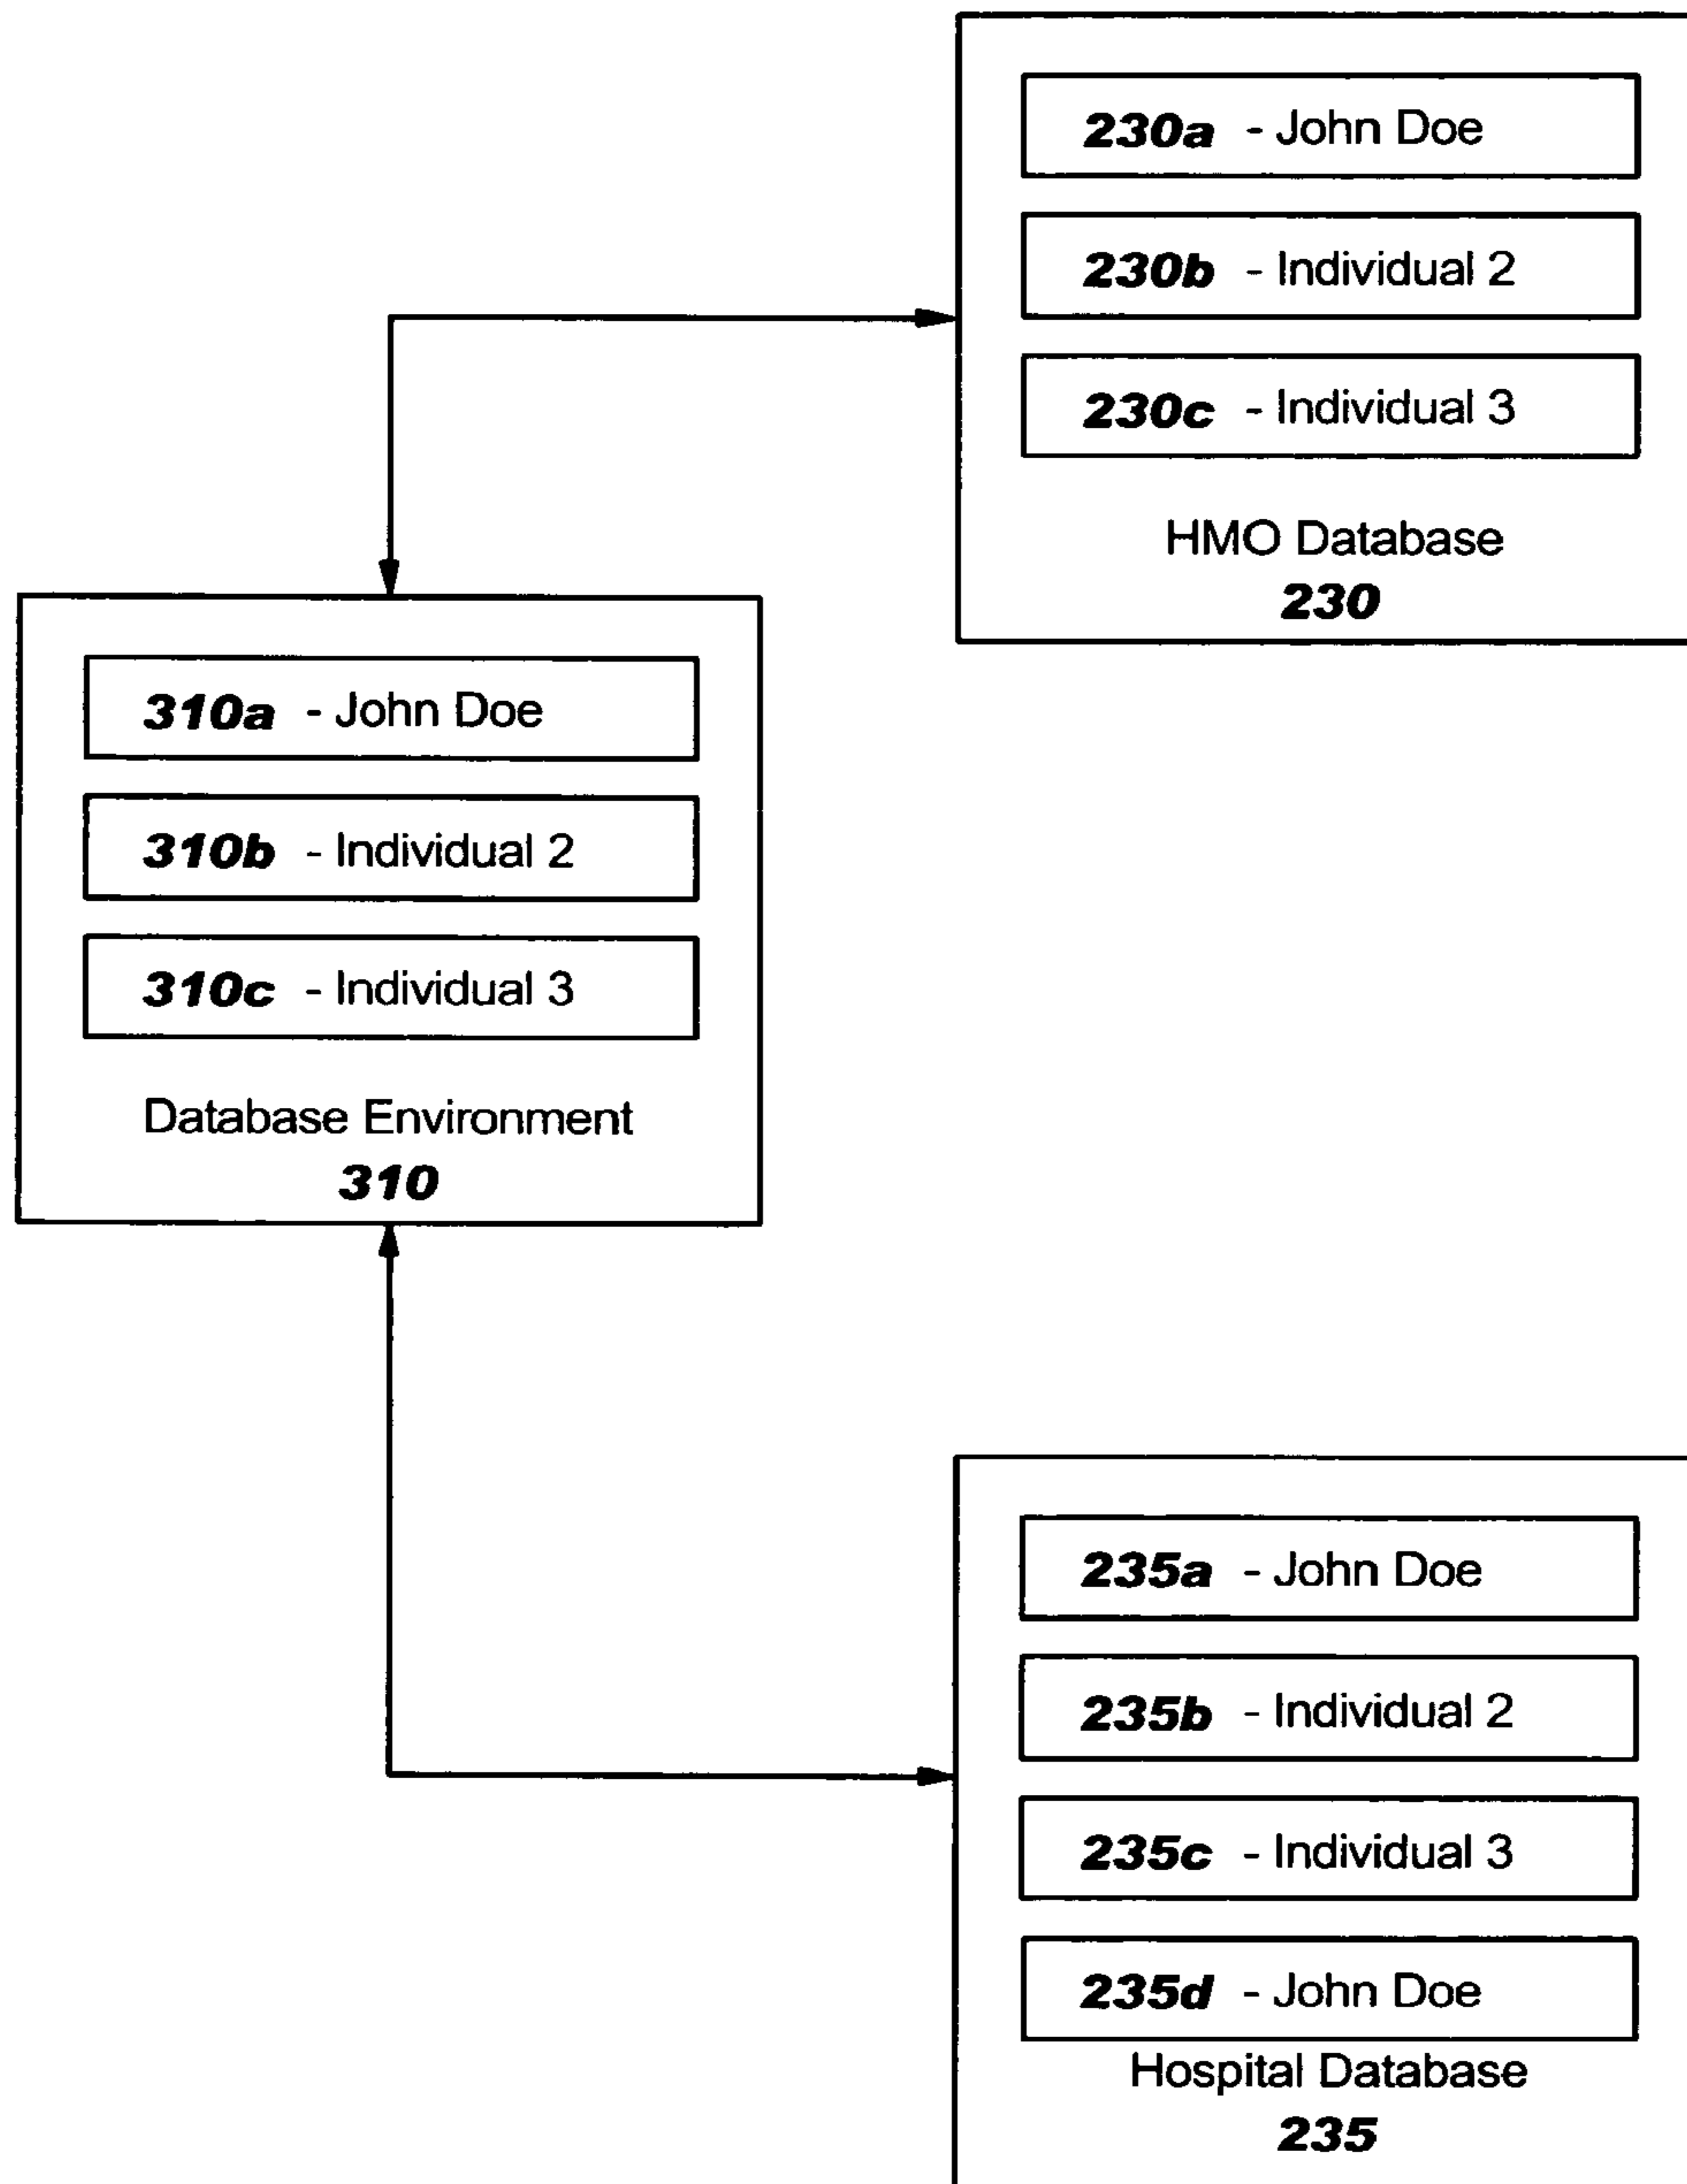 230a - John Doe
230b - Individual 2
230c - Individual 3
HMO Database
230
310a - John Doe
310b - Individual 2
310c - Individual 3
Database Environment
310
235a - John Doe
235b - Individual 2
235c - Individual 3
235d - John Doe
Hospital Database
235